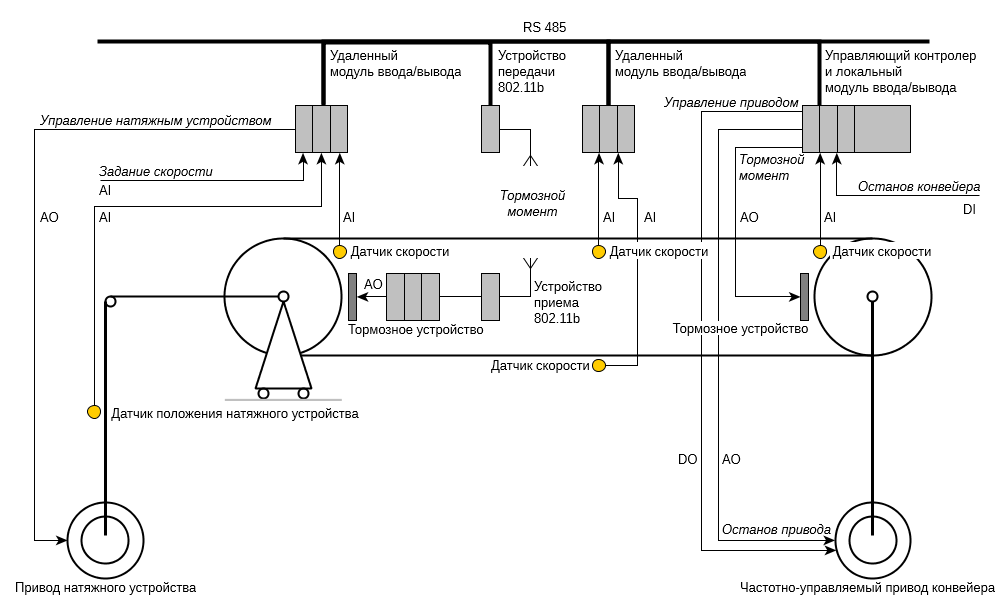 RS 485
Удаленный
модуль ввода/вывода
Устройство
передачи
802.11b
Удаленный
модуль ввода/вывода
Управляющий контролер
и локальный
модуль ввода/вывода
Управление натяжным устройством
Управление приводом
Задание скорости
AI
Тормозной
момент
Тормозной
момент
Останов конвейера
DI
AO
AI
AI
AI
AI
AO
AI
Датчик скорости
Датчик скорости
Датчик скорости
AO
Устройство
приема
802.11b
Тормозное устройство
Тормозное устройство
Датчик скорости
Датчик положения натяжного устройства
DO
AO
Останов привода
Привод натяжного устройства
Частотно-управляемый привод конвейера